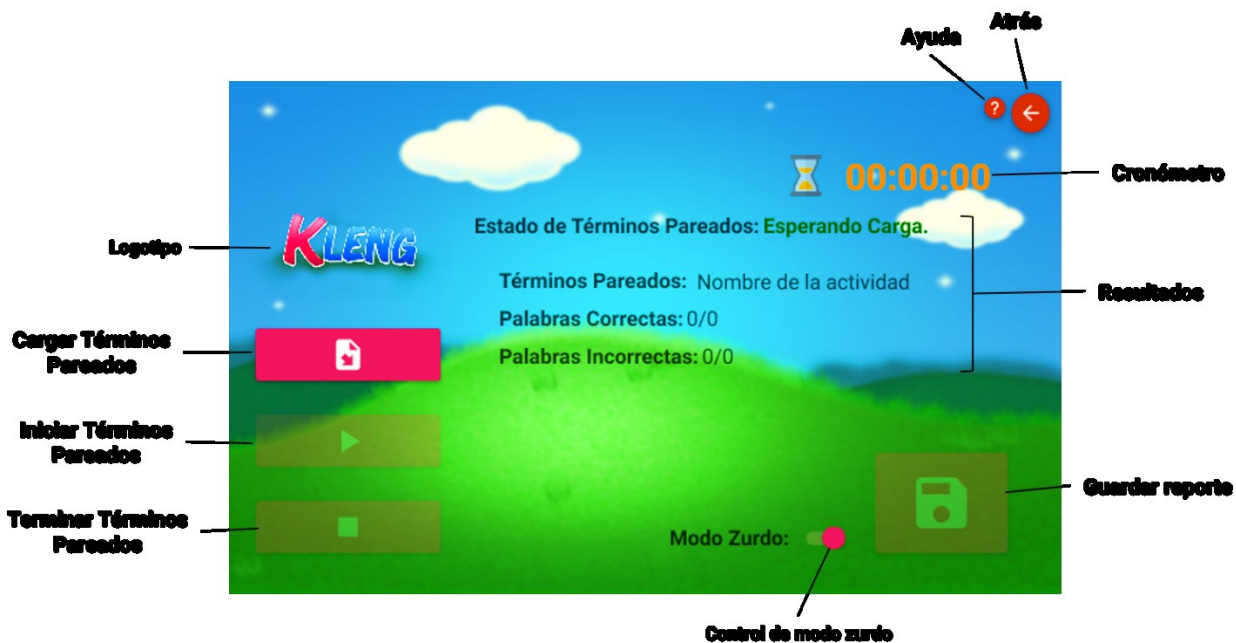 Atrás
Ayuda
?
00:00:00
Cronómetro
Estado de Términos Pareados: Esperando Carga.
Logotipo
KLENG
Términos Pareados: Nombre de la actividad
Resultados
Palabras Correctas: 0/0
Cargar Términos
Pareados
Palabras Incorrectas: 0/0
Iniciar Términos
Pareados
Guardar reporte
Terminar Términos
Pareados
Modo Zurdo:
Control de modo zurdo